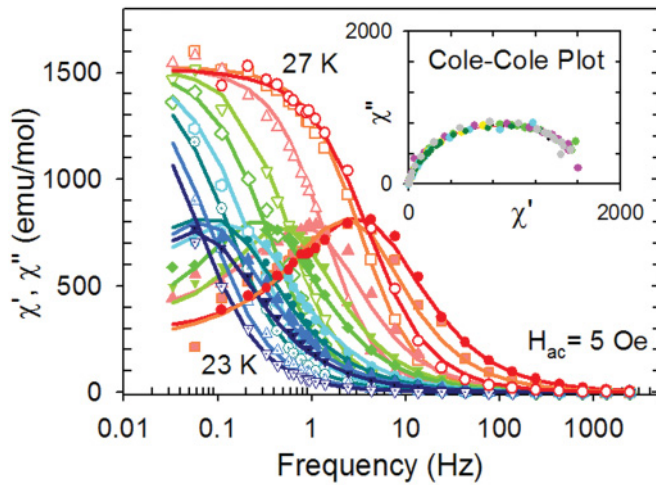 1500
1000
500
0
χ', χ" (emu/mol)
27 K
23 K
H_ac= 5 Oe
0.01 0.1 1 10 100 1000
Frequency (Hz)
Cole-Cole Plot
2000
χ"
0
0 2000
χ'